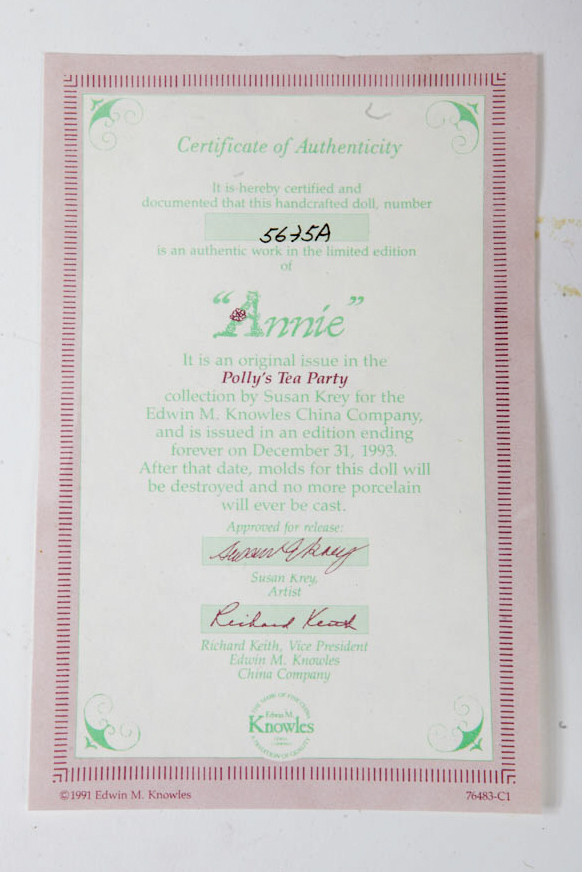 Certificate of Authenticity
It is hereby certified and
documented that this handcrafted doll, number
5675A
is an authentic work in the limited edition
of
"Annie"
It is an original issue in the
Polly's Tea Party
collection by Susan Krey for the
Edwin M. Knowles China Company,
and is issued in an edition ending
forever on December 31, 1993.
After that date, molds for this doll will
be destroyed and no more porcelain
will ever be cast.
Approved for release:
Susan Krey
Susan Krey,
Artist
Richard Keith
Richard Keith, Vice President
Edwin M. Knowles
China Company
Edwin M.
Knowles
©1991 Edwin M. Knowles
76483-C1